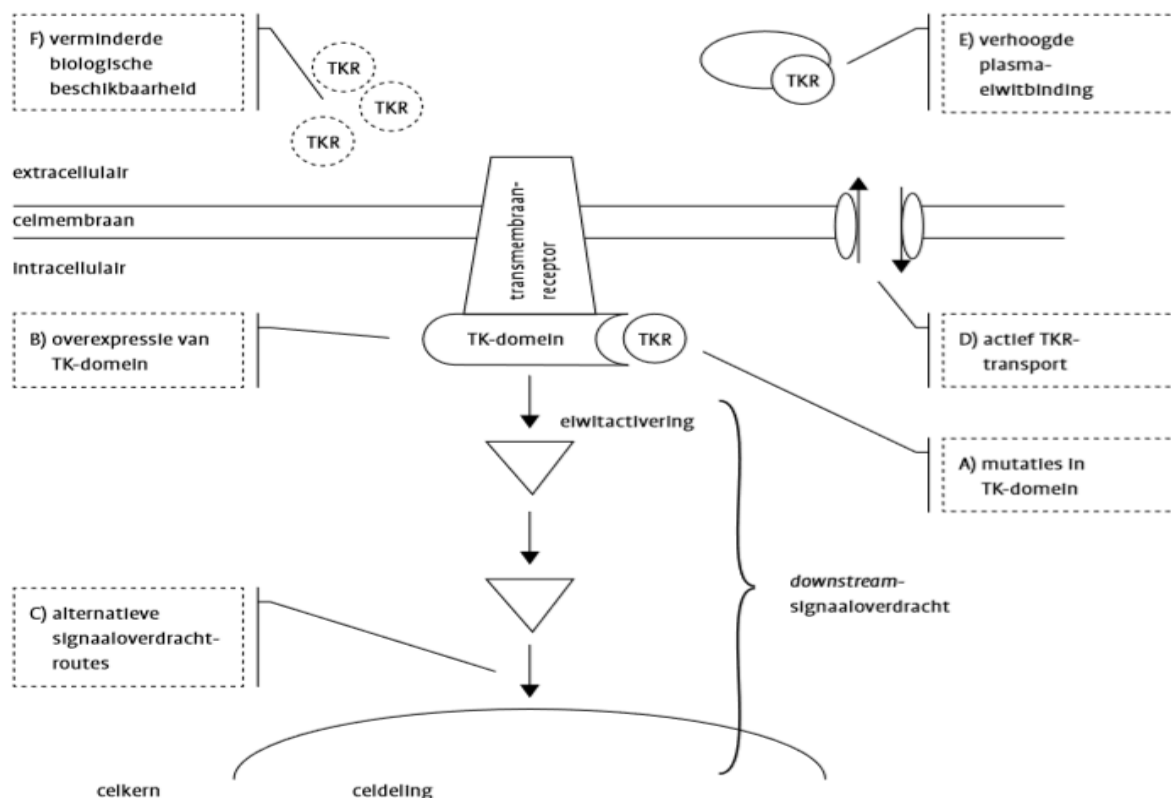 F) verminderde
biologische
beschikbaarheid
TKR
TKR
TKR
TKR
E) verhoogde
plasma-
eiwitbinding
extracellulair
celmembraan
intracellulair
transmembraan-
receptor
B) overexpressie van
TK-domein
TK-domein
TKR
D) actief TKR-
transport
eiwitactivering
A) mutaties in
TK-domein
downstream-
signaaloverdracht
C) alternatieve
signaaloverdracht-
routes
celkern
celdeling